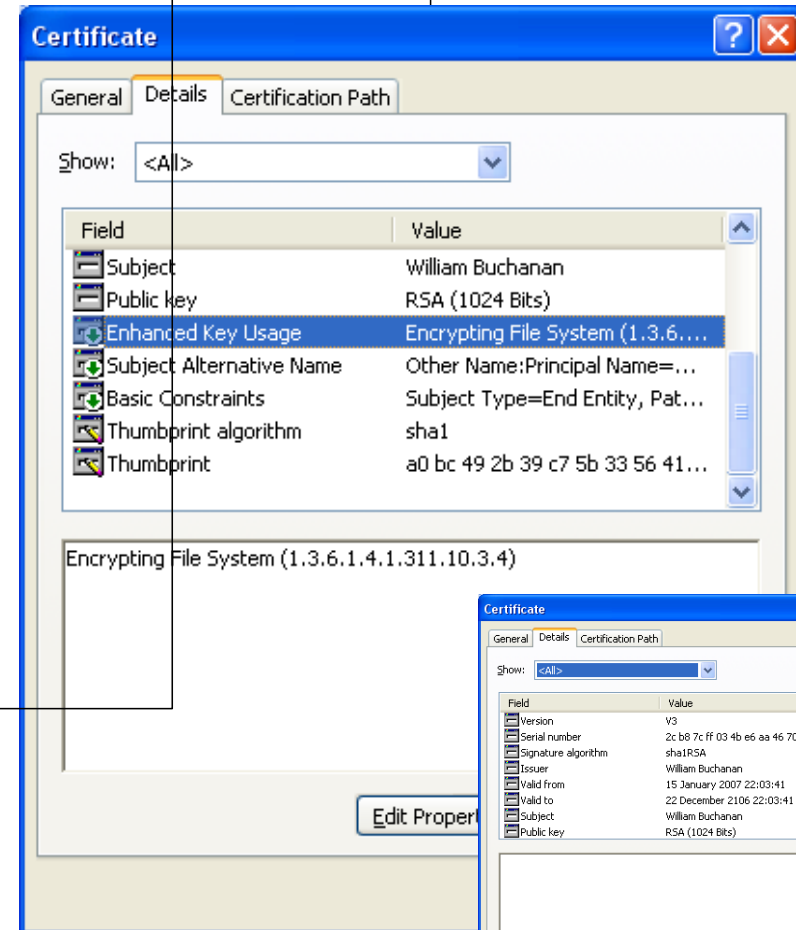 Certificate
General Details Certification Path
Show: <All>
Field Value
Subject William Buchanan
Public key RSA (1024 Bits)
Enhanced Key Usage Encrypting File System (1.3.6....
Subject Alternative Name Other Name:Principal Name=...
Basic Constraints Subject Type=End Entity, Pat...
Thumbprint algorithm sha1
Thumbprint a0 bc 49 2b 39 c7 5b 33 56 41...
Encrypting File System (1.3.6.1.4.1.311.10.3.4)
Edit Proper
Certificate
General Details Certification Path
Show: <All>
Field Value
Version V3
Serial number 2c b8 7c ff 03 4b e6 aa 46 70
Signature algorithm sha1RSA
Issuer William Buchanan
Valid from 15 January 2007 22:03:41
Valid to 22 December 2106 22:03:41
Subject William Buchanan
Public key RSA (1024 Bits)